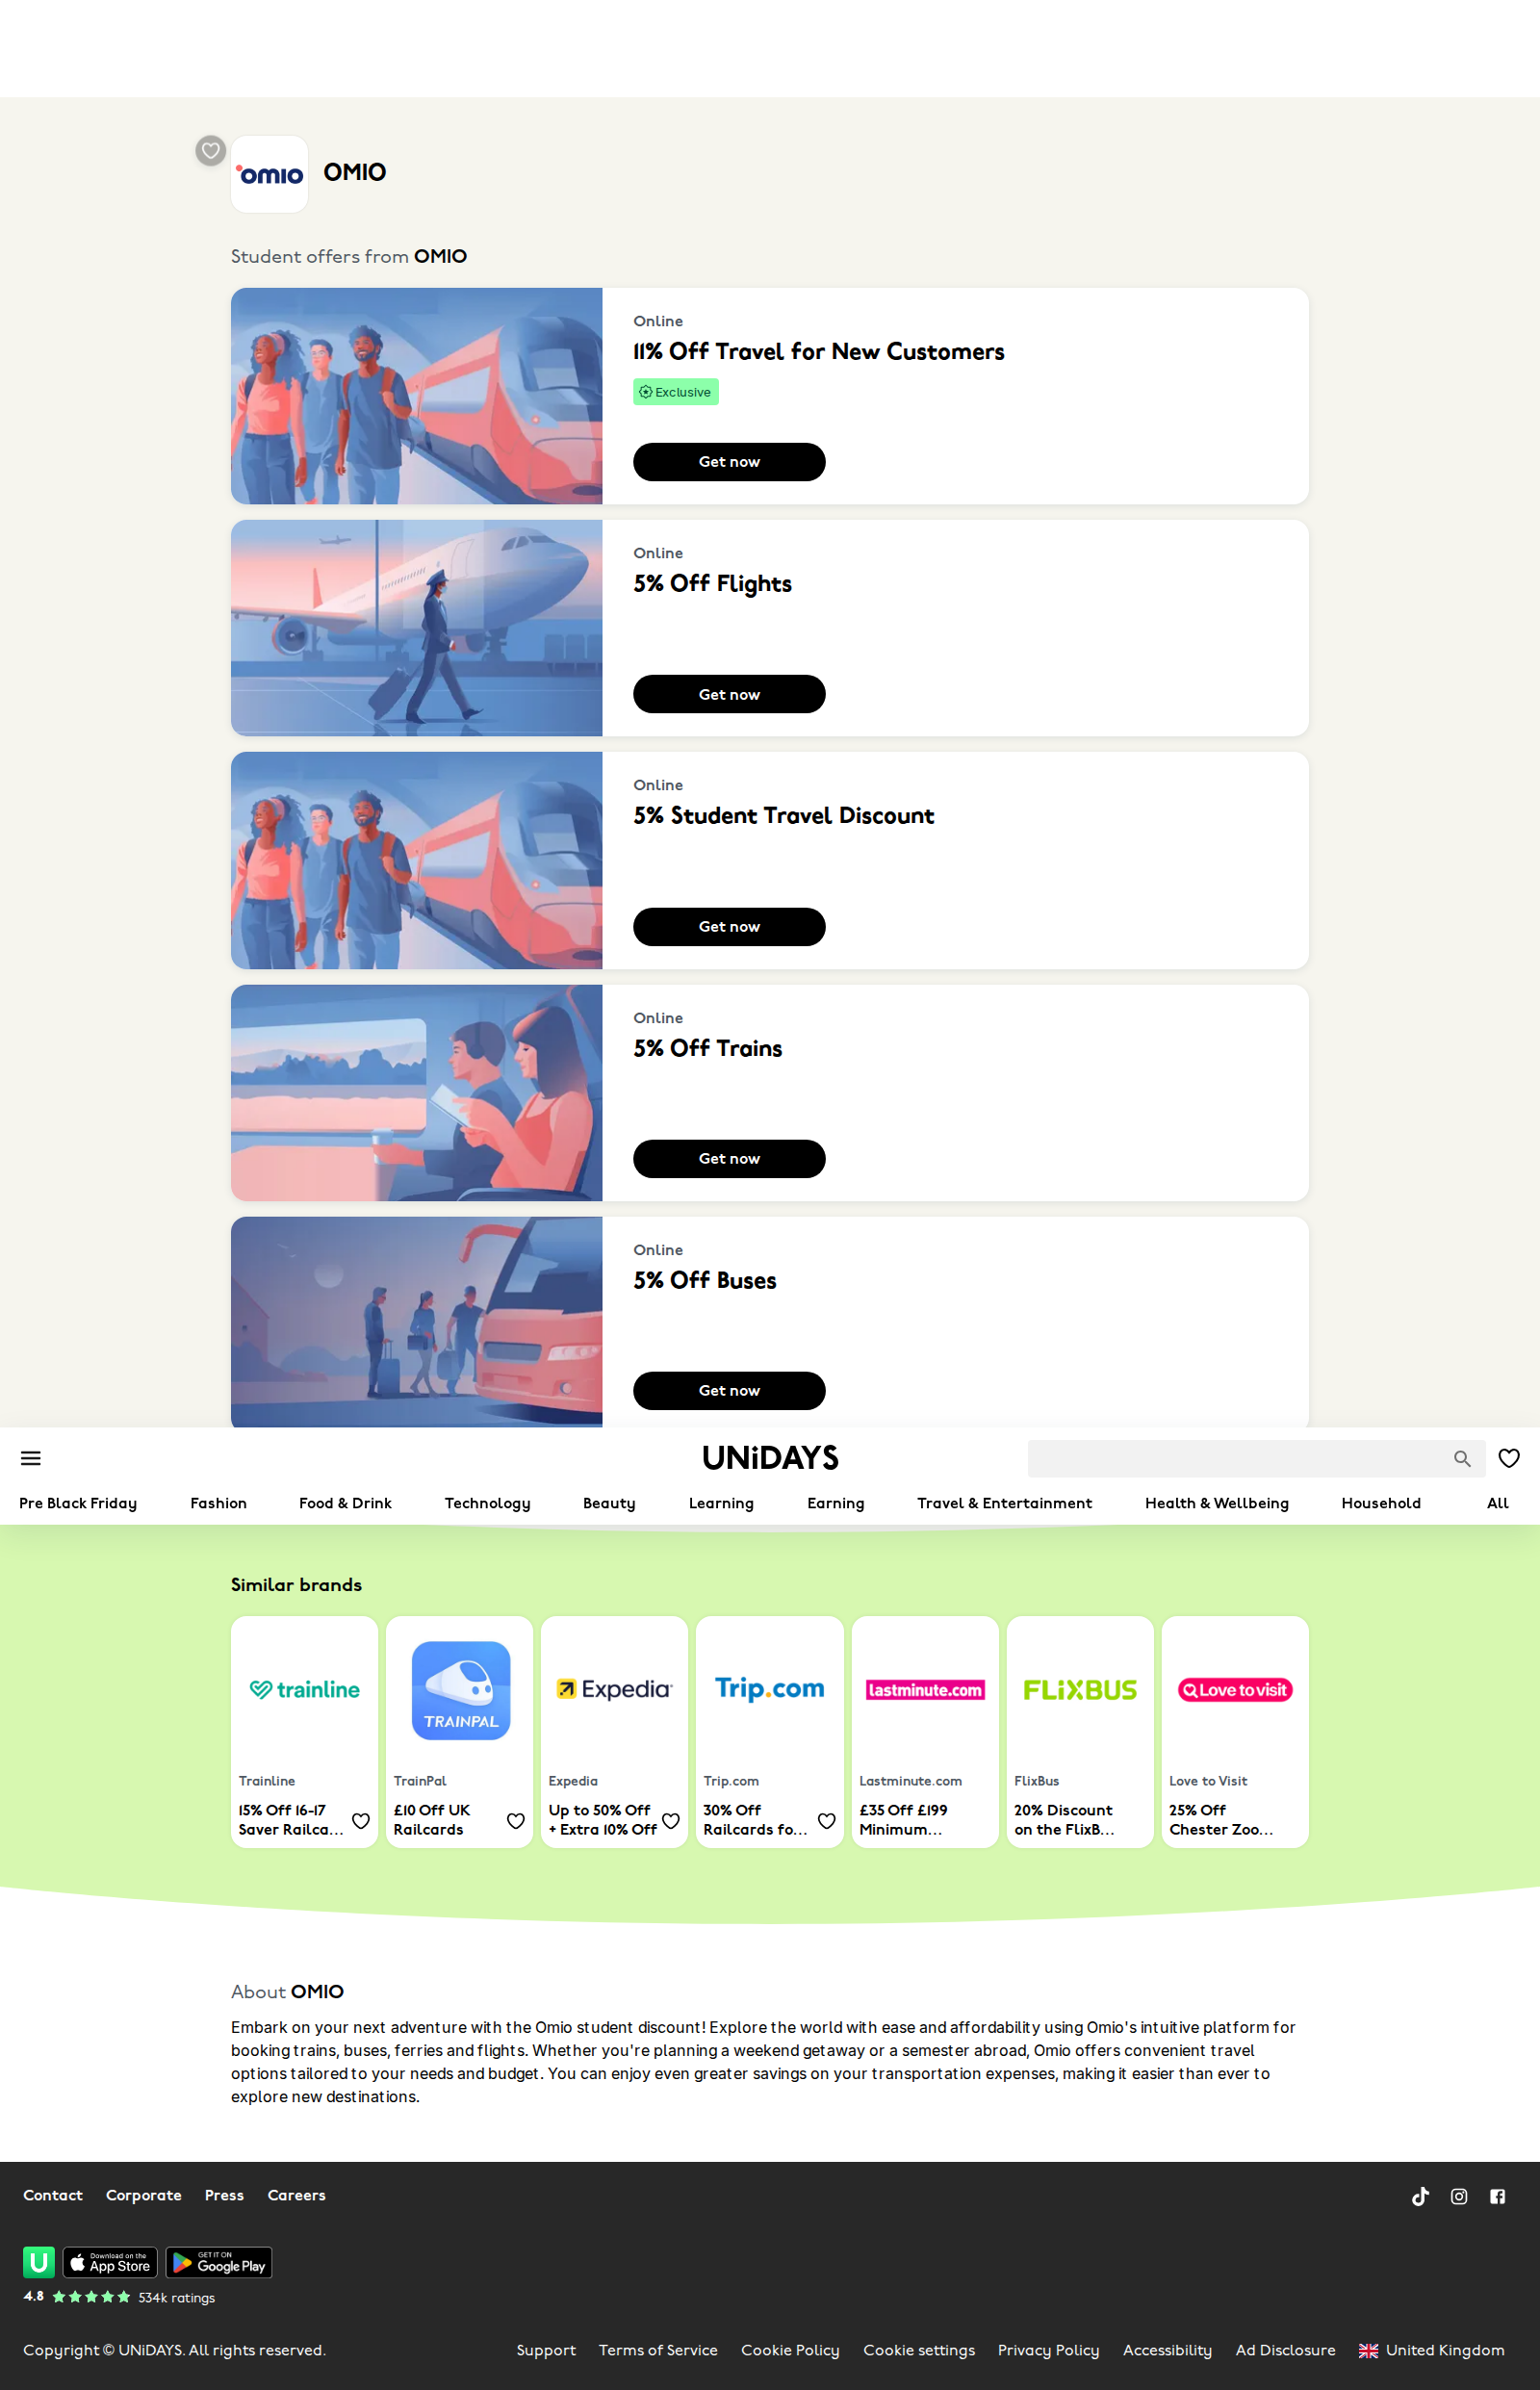 omio
OMIO
Student offers from OMIO
Online
11% Off Travel for New Customers
Exclusive
Get now
Online
5% Off Flights
Get now
Online
5% Student Travel Discount
Get now
Online
5% Off Trains
Get now
Online
5% Off Buses
Get now
UNiDAYS
Pre Black Friday Fashion Food & Drink Technology Beauty Learning Earning Travel & Entertainment Health & Wellbeing Household All
Similar brands
trainline
TRAINPAL
Expedia
Trip.com
lastminute.com
FLiXBUS
Love to visit
Trainline
15% Off 16-17
Saver Railca...
TrainPal
£10 Off UK
Railcards
Expedia
Up to 50% Off
+ Extra 10% Off
Trip.com
30% Off
Railcards fo...
Lastminute.com
£35 Off £199
Minimum...
FlixBus
20% Discount
on the FlixB...
Love to Visit
25% Off
Chester Zoo...
About OMIO
Embark on your next adventure with the Omio student discount! Explore the world with ease and affordability using Omio's intuitive platform for
booking trains, buses, ferries and flights. Whether you're planning a weekend getaway or a semester abroad, Omio offers convenient travel
options tailored to your needs and budget. You can enjoy even greater savings on your transportation expenses, making it easier than ever to
explore new destinations.
Contact Corporate Press Careers
U
Download on the
App Store
GET IT ON
Google Play
4.8 534k ratings
Copyright © UNiDAYS. All rights reserved. Support Terms of Service Cookie Policy Cookie settings Privacy Policy Accessibility Ad Disclosure United Kingdom